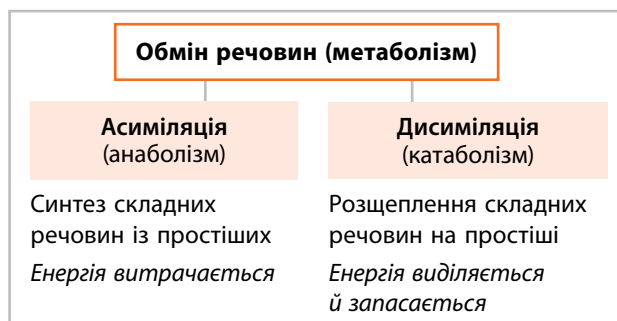 Обмін речовин (метаболізм)
Асиміляція
(анаболізм)
Синтез складних
речовин із простіших
Енергія витрачається
Дисиміляція
(катаболізм)
Розщеплення складних
речовин на простіші
Енергія виділяється
й запасається